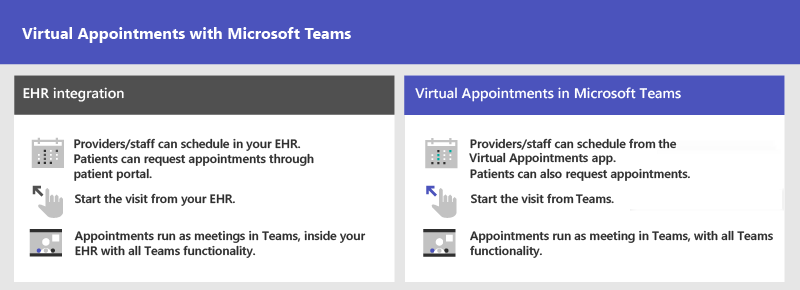 Virtual Appointments with Microsoft Teams
EHR integration
Providers/staff can schedule in your EHR.
Patients can request appointments through
patient portal.
Start the visit from your EHR.
Appointments run as meetings in Teams, inside your
EHR with all Teams functionality.
Virtual Appointments in Microsoft Teams
Providers/staff can schedule from the
Virtual Appointments app.
Patients can also request appointments.
Start the visit from Teams.
Appointments run as meeting in Teams, with all Teams
functionality.